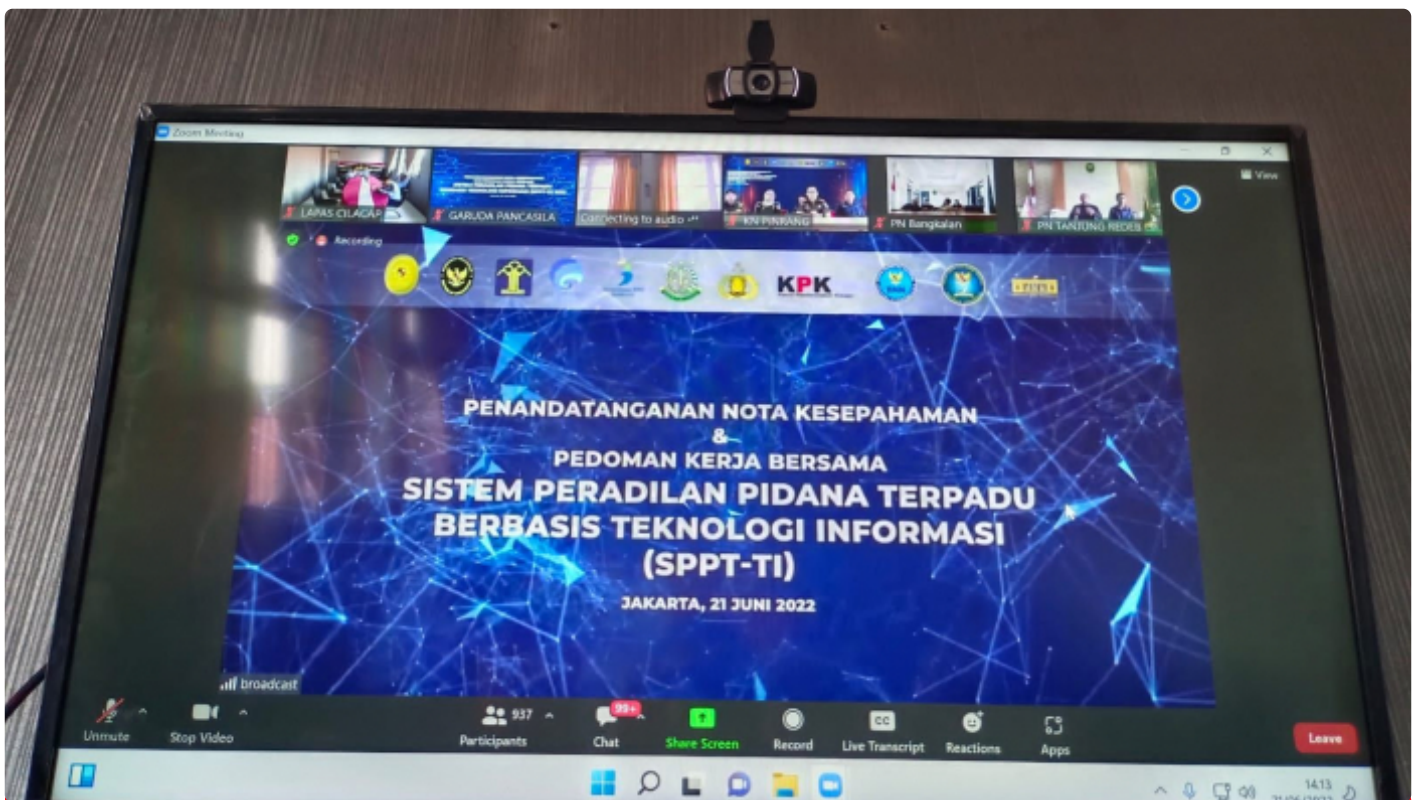 Zoom Meeting
View
LAPAS CILACAP
GARUDA PANCASILA
Connecting to audio
KN PINRANG
PN Bangkalan
PN TANJUNG REDEB
Recording
KPK
PENANDATANGANAN NOTA KESEPAHAMAN
&
PEDOMAN KERJA BERSAMA
SISTEM PERADILAN PIDANA TERPADU
BERBASIS TEKNOLOGI INFORMASI
(SPPT-TI)
JAKARTA, 21 JUNI 2022
broadcast
Unmute
Stop Video
937
Participants
99+
Chat
Share Screen
Record
CC
Live Transcript
Reactions
Apps
Leave
14.13